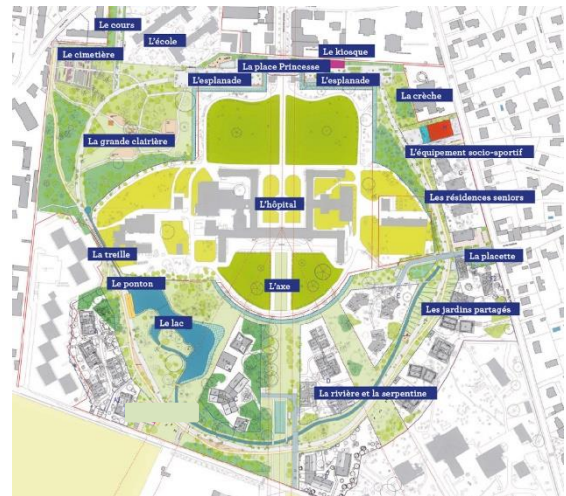 Le cours
L'école
Le kiosque
Le cimetière
La place Princesse
L'esplanade
L'esplanade
La crèche
La grande clairière
L'équipement socio-sportif
Les résidences seniors
L'hôpital
La treille
La placette
Le ponton
L'axe
Les jardins partagés
Le lac
La rivière et la serpentine